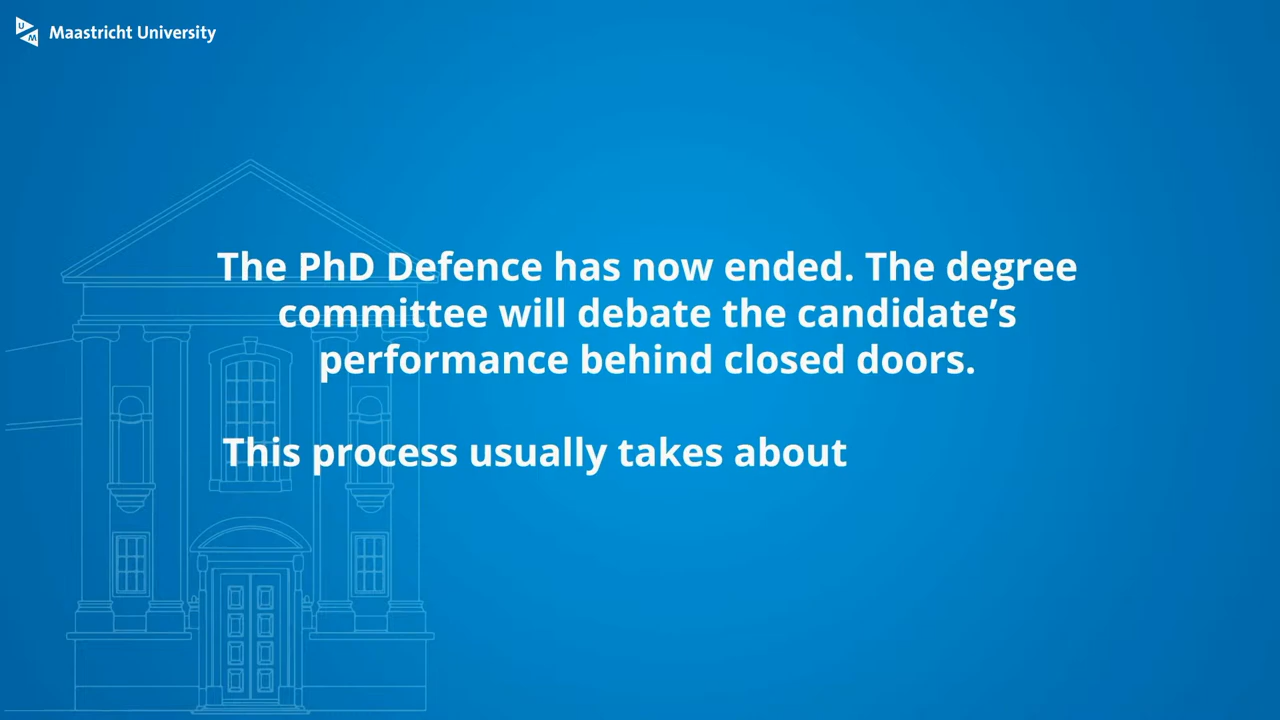 Maastricht University
The PhD Defence has now ended. The degree
committee will debate the candidate’s
performance behind closed doors.
This process usually takes about